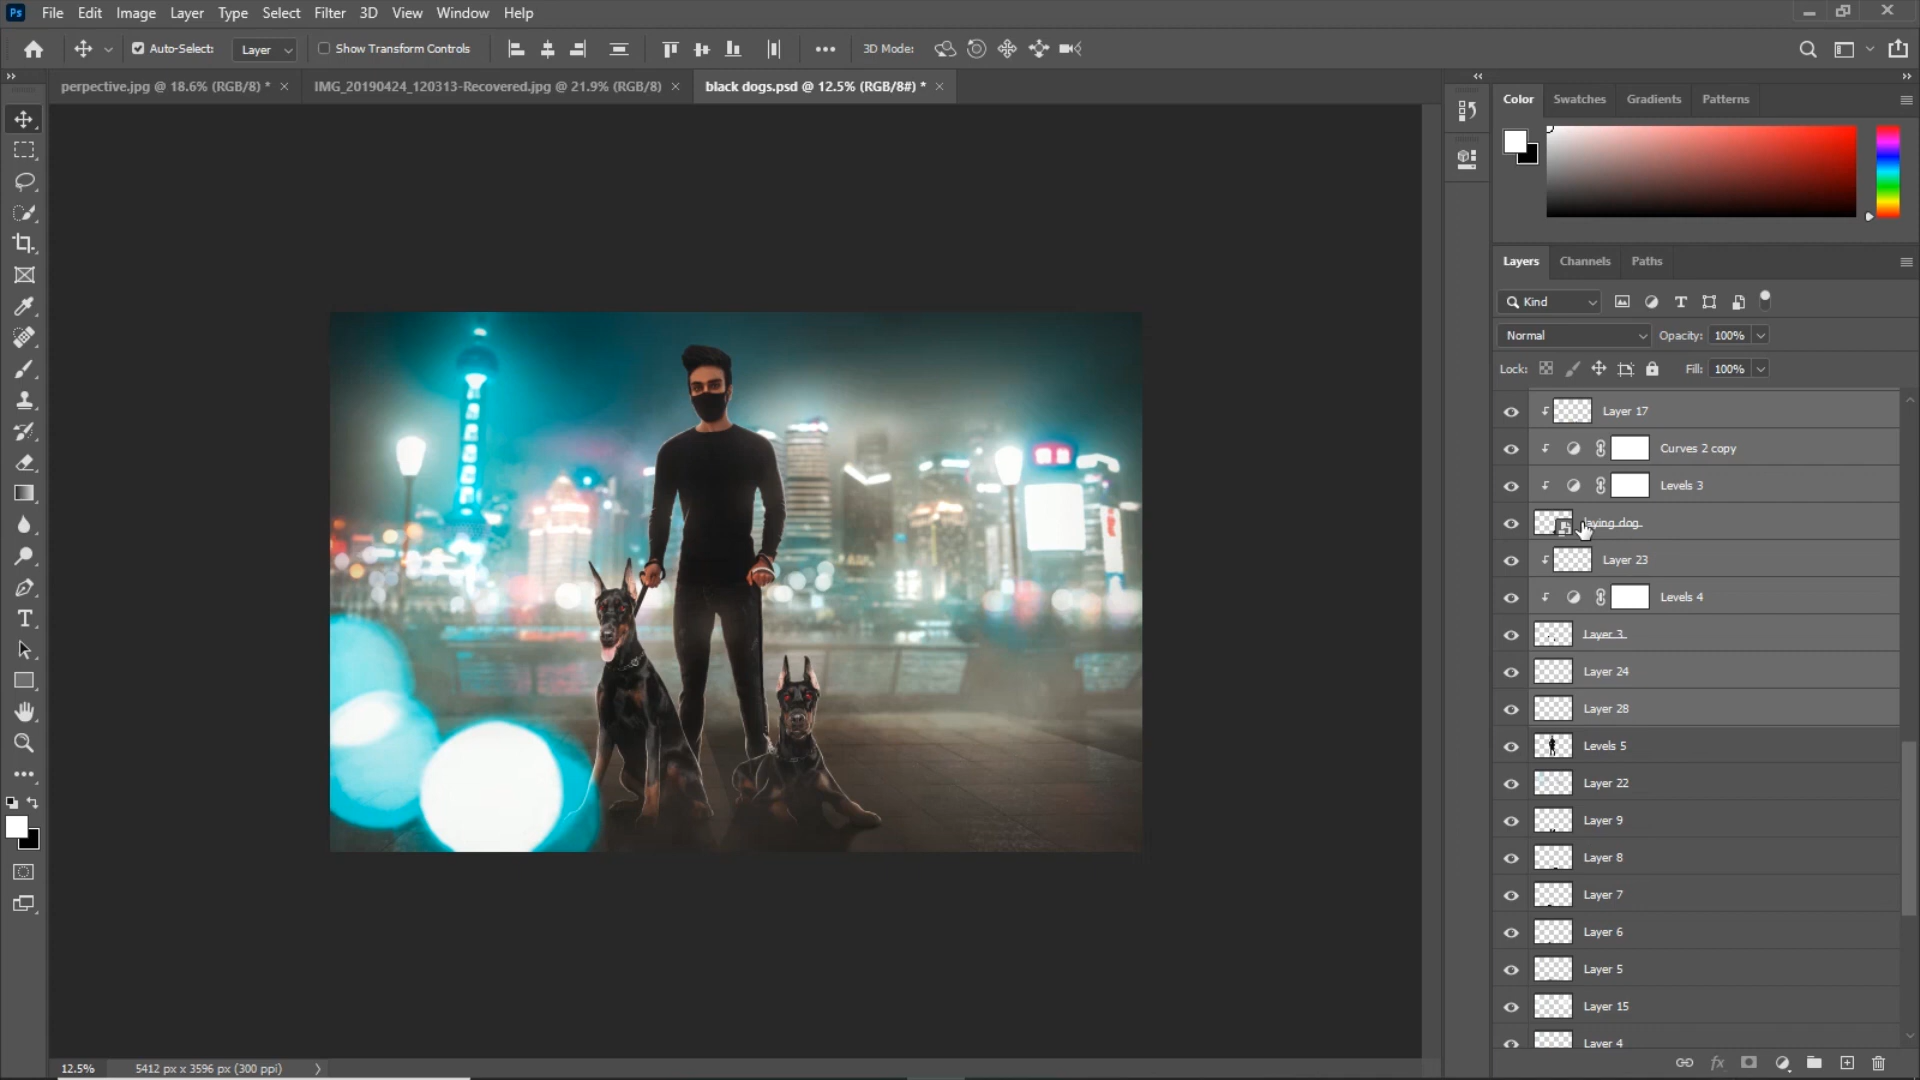 Ps File Edit Image Layer Type Select Filter 3D View Window Help
Auto-Select: Layer Show Transform Controls 3D Mode:
perpective.jpg @ 18.6% (RGB/8) * IMG_20190424_120313-Recovered.jpg @ 21.9% (RGB/8) black dogs.psd @ 12.5% (RGB/8#) *
Color Swatches Gradients Patterns
Layers Channels Paths
Kind
Normal Opacity: 100%
Lock: Fill: 100%
Layer 17
Curves 2 copy
Levels 3
laying dog
Layer 23
Levels 4
Layer 3
Layer 24
Layer 28
Levels 5
Layer 22
Layer 9
Layer 8
Layer 7
Layer 6
Layer 5
Layer 15
Layer 4
12.5% 5412 px x 3596 px (300 ppi)